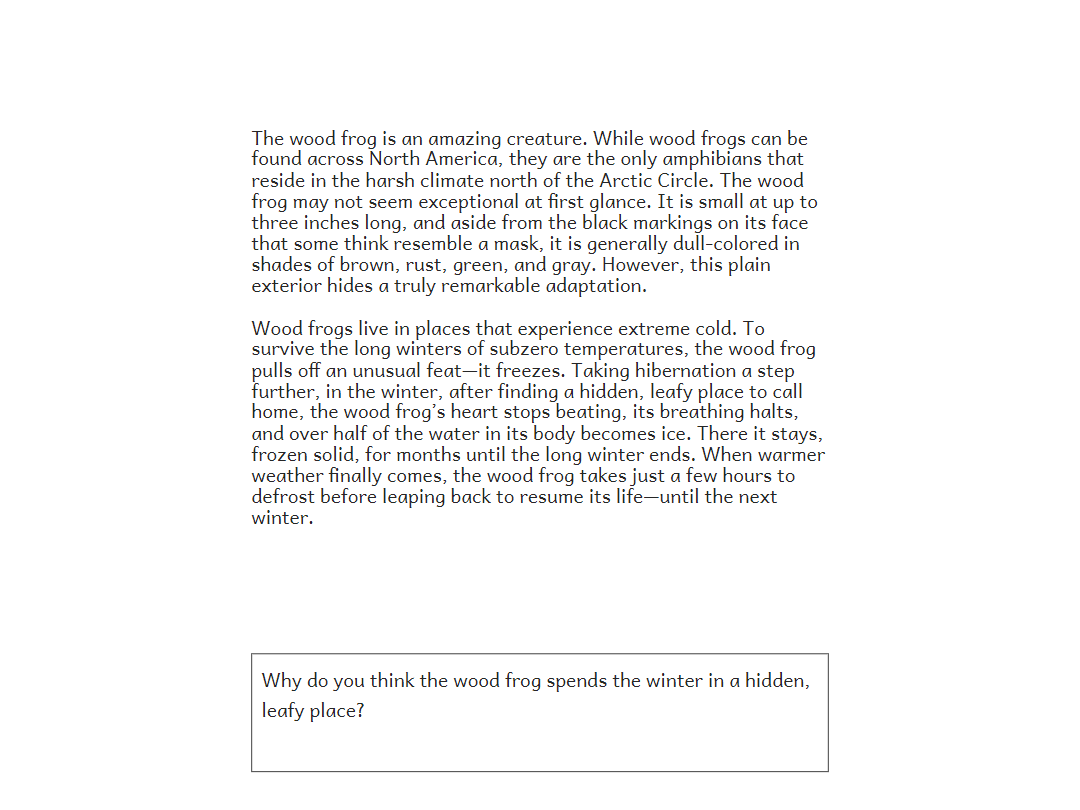 The wood frog is an amazing creature. While wood frogs can be
found across North America, they are the only amphibians that
reside in the harsh climate north of the Arctic Circle. The wood
frog may not seem exceptional at first glance. It is small at up to
three inches long, and aside from the black markings on its face
that some think resemble a mask, it is generally dull-colored in
shades of brown, rust, green, and gray. However, this plain
exterior hides a truly remarkable adaptation.
Wood frogs live in places that experience extreme cold. To
survive the long winters of subzero temperatures, the wood frog
pulls off an unusual feat—it freezes. Taking hibernation a step
further, in the winter, after finding a hidden, leafy place to call
home, the wood frog's heart stops beating, its breathing halts,
and over half of the water in its body becomes ice. There it stays,
frozen solid, for months until the long winter ends. When warmer
weather finally comes, the wood frog takes just a few hours to
defrost before leaping back to resume its life—until the next
winter.
Why do you think the wood frog spends the winter in a hidden,
leafy place?